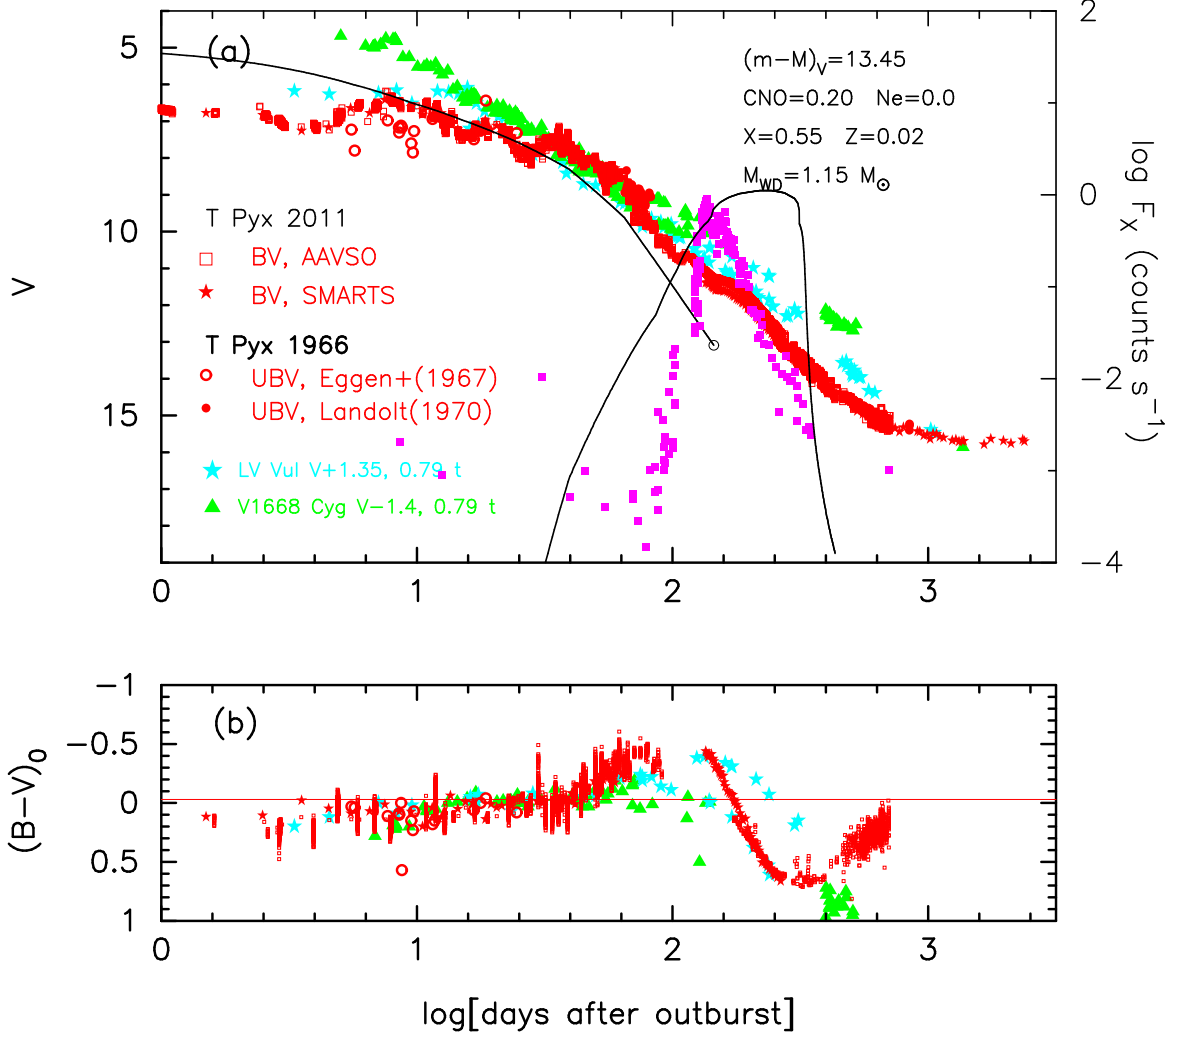 (a)
(m−M)V=13.45
CNO=0.20 Ne=0.0
X=0.55 Z=0.02
MWD=1.15 M⊙
T Pyx 2011
BV, AAVSO
BV, SMARTS
T Pyx 1966
UBV, Eggen+(1967)
UBV, Landolt(1970)
LV Vul V+1.35, 0.79 t
V1668 Cyg V−1.4, 0.79 t
V
5
10
15
2
0
−2
−4
log FX (counts s−1)
0 1 2 3
(b)
(B−V)0
−1
−0.5
0
0.5
1
0 1 2 3
log[days after outburst]